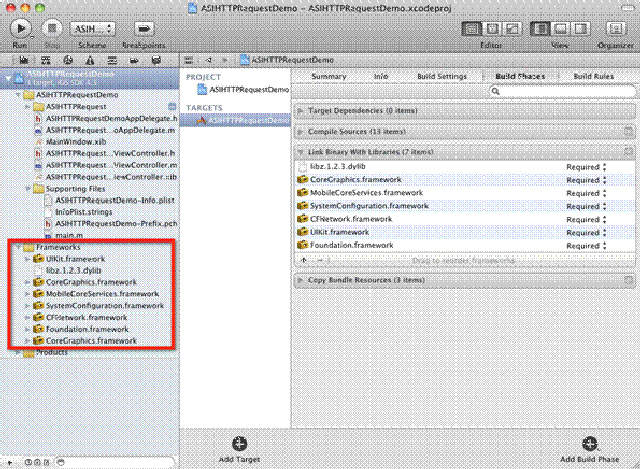 ASIHTTPRequestDemo - ASIHTTPRequestDemo.xcodeproj
ASIH...
Run Stop Scheme Breakpoints Editor View Organizer
ASIHTTPRequestDemo
ASIHTTPRequestDemo
1 target, iOS SDK 4.3
ASIHTTPRequestDemo
ASIHTTPRequest
ASIHTTPRequestDemoAppDelegate.h
...oAppDelegate.m
MainWindow.xib
ASIHTTPRequ...ViewController.h
ASIHTTPRequ...ViewController.m
ASIHTTPRequ...ViewController.xib
Supporting Files
ASIHTTPRequestDemo-Info.plist
InfoPlist.strings
ASIHTTPRequestDemo-Prefix.pch
main.m
Frameworks
UIKit.framework
libz.1.2.3.dylib
CoreGraphics.framework
MobileCoreServices.framework
SystemConfiguration.framework
CFNetwork.framework
Foundation.framework
CoreGraphics.framework
Products
PROJECT
ASIHTTPRequestDemo
TARGETS
ASIHTTPRequestDemo
Summary Info Build Settings Build Phases Build Rules
Target Dependencies (0 items)
Compile Sources (13 items)
Link Binary With Libraries (7 items)
libz.1.2.3.dylib Required
CoreGraphics.framework Required
MobileCoreServices.framework Required
SystemConfiguration.framework Required
CFNetwork.framework Required
UIKit.framework Required
Foundation.framework Required
Drag to reorder frameworks
Copy Bundle Resources (3 items)
Add Target Add Build Phase